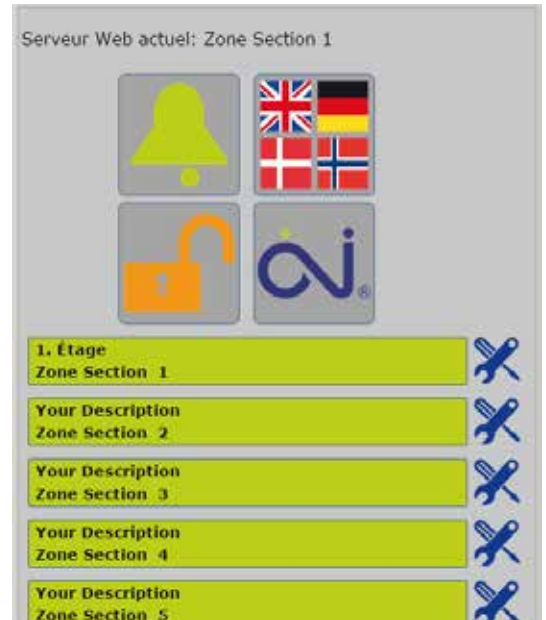 Serveur Web actuel: Zone Section 1
OJ®
1. Étage
Zone Section 1
Your Description
Zone Section 2
Your Description
Zone Section 3
Your Description
Zone Section 4
Your Description
Zone Section 5